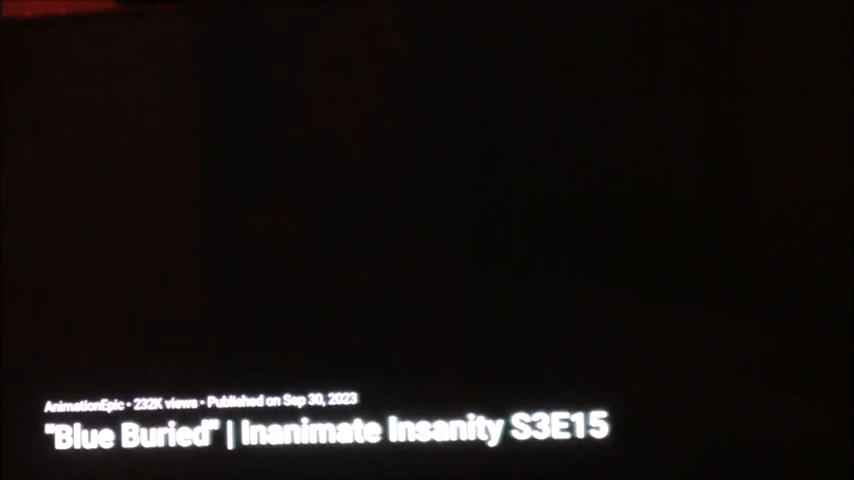 AnimationEpic • 232K views • Published on Sep 30, 2023
"Blue Buried" | Inanimate Insanity S3E15